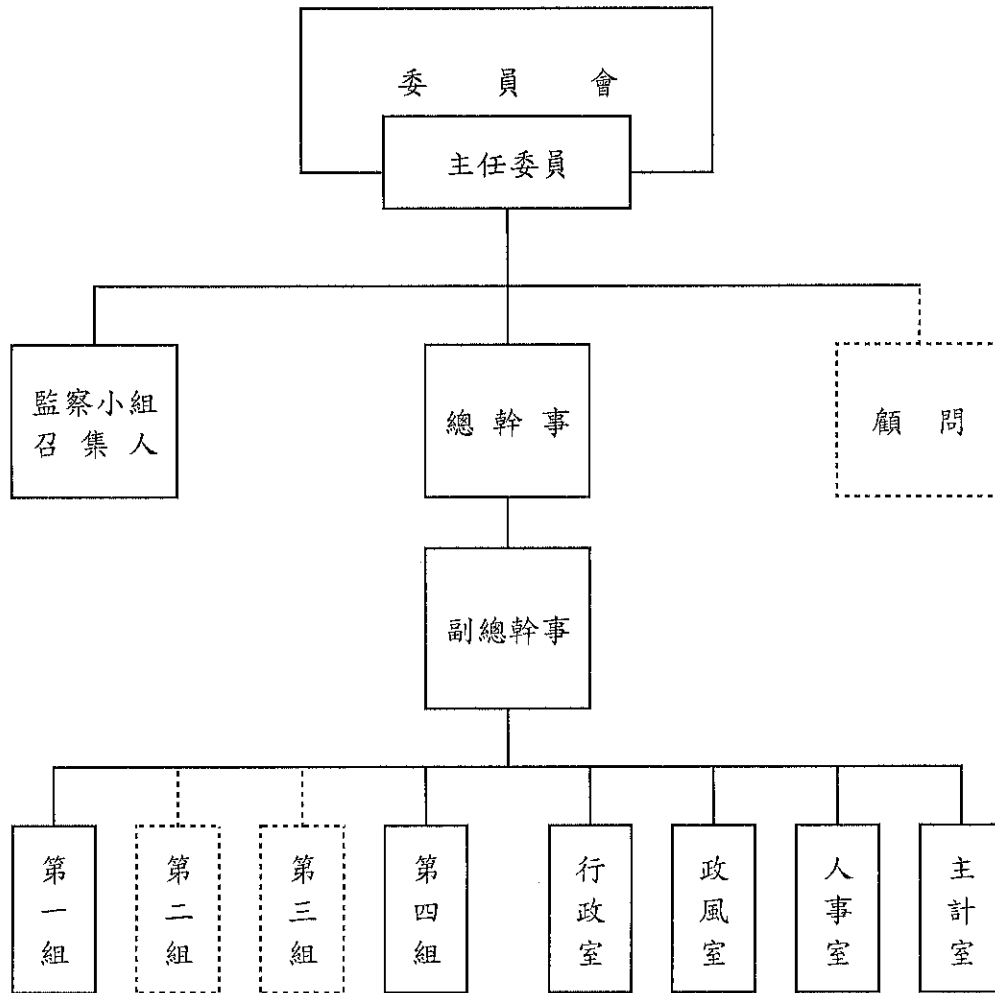 委員會
主任委員
監察小組
召集人
總幹事
顧問
副總幹事
第一組
第二組
第三組
第四組
行政室
政風室
人事室
主計室